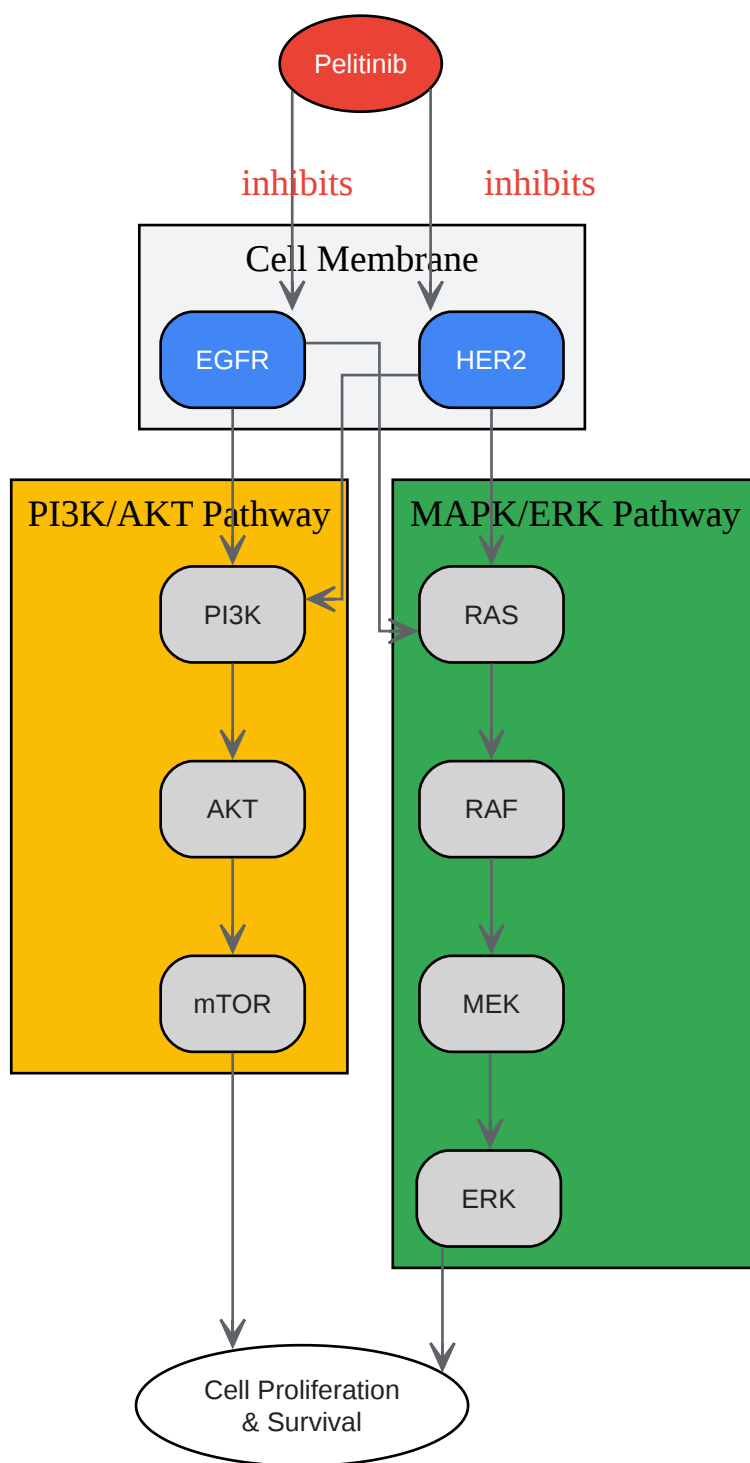 Pelitinib
inhibits
inhibits
Cell Membrane
EGFR
HER2
PI3K/AKT Pathway
MAPK/ERK Pathway
PI3K
RAS
AKT
RAF
mTOR
MEK
ERK
Cell Proliferation
& Survival